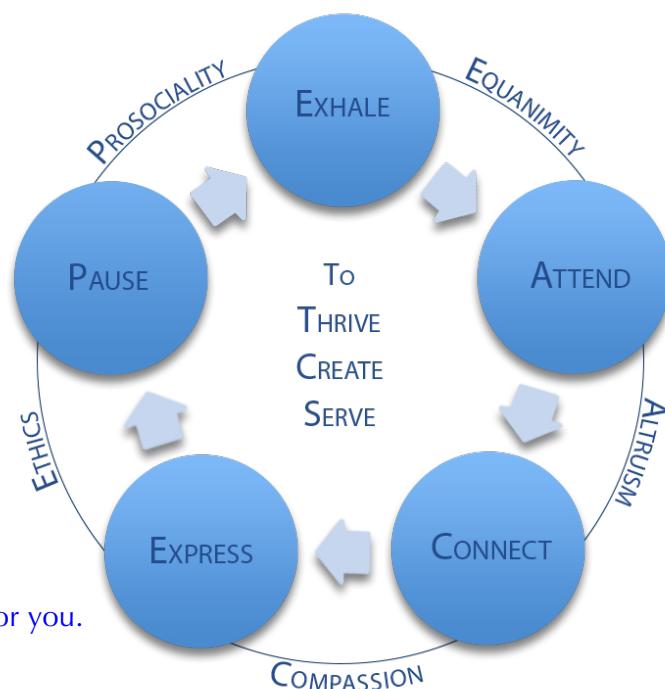 PROSOCIALITY
EXHALE
EQUANIMITY
PAUSE
TO
THRIVE
CREATE
SERVE
ATTEND
ETHICS
ALTRUISM
EXPRESS
CONNECT
or you.
COMPASSION